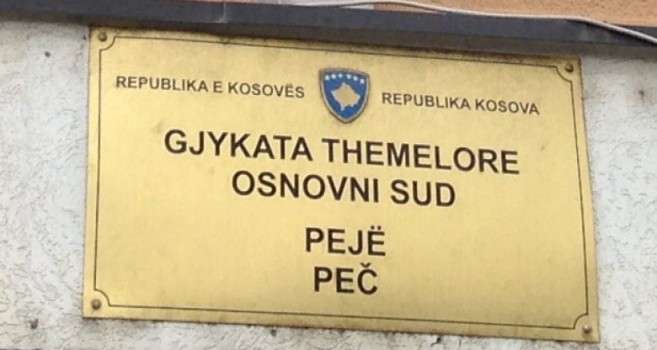 REPUBLIKA E KOSOVËS REPUBLIKA KOSOVA
GJYKATA THEMELORE
OSNOVNI SUD
PEJË
PEČ